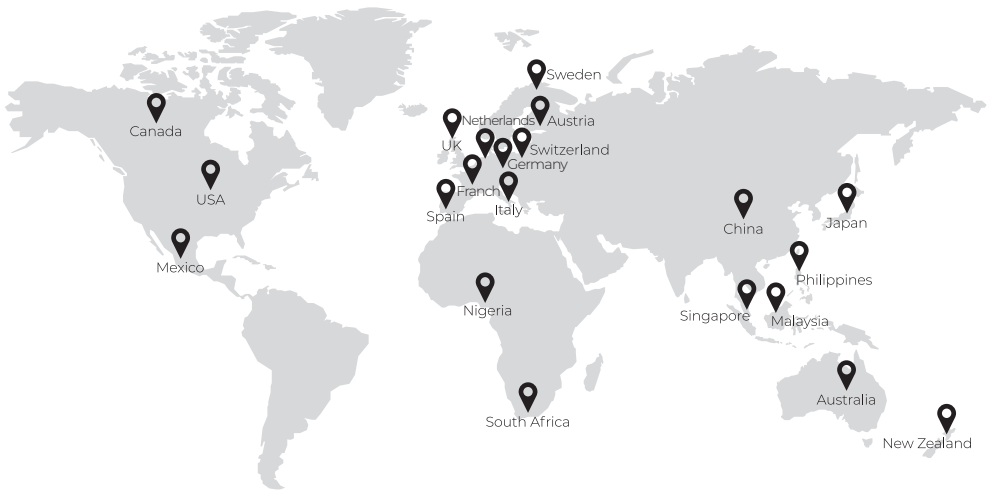 Sweden
Canada
Netherlands
Austria
UK
Switzerland
Germany
USA
Franch
Italy
Spain
China
Japan
Mexico
Philippines
Nigeria
Singapore
Malaysia
Australia
South Africa
New Zealand